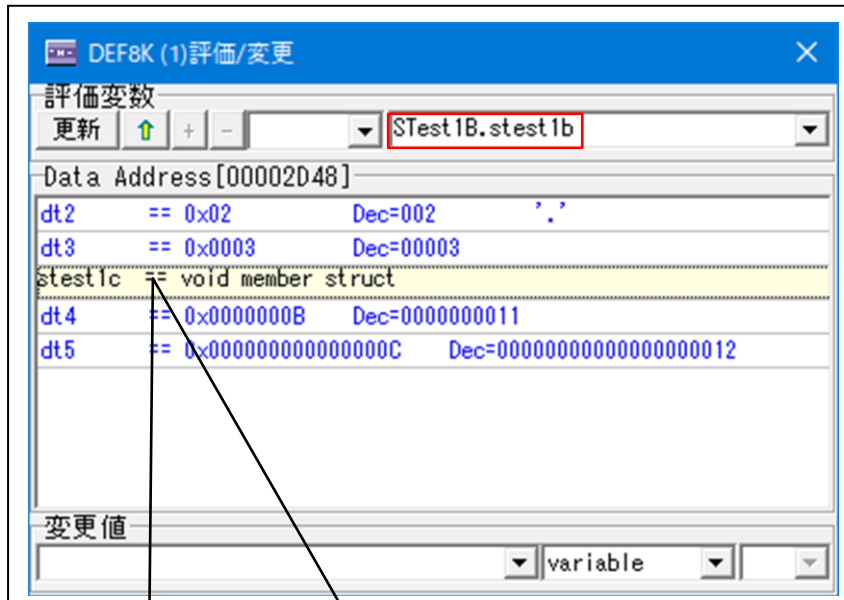 DEF8K (1)評価/変更
評価変数
更新 + - STest1B.stest1b
Data Address[00002D48]
dt2 == 0x02 Dec=002 '.'
dt3 == 0x0003 Dec=00003
stest1c == void member struct
dt4 == 0x0000000B Dec=0000000011
dt5 == 0x000000000000000C Dec=00000000000000000012
変更値
variable